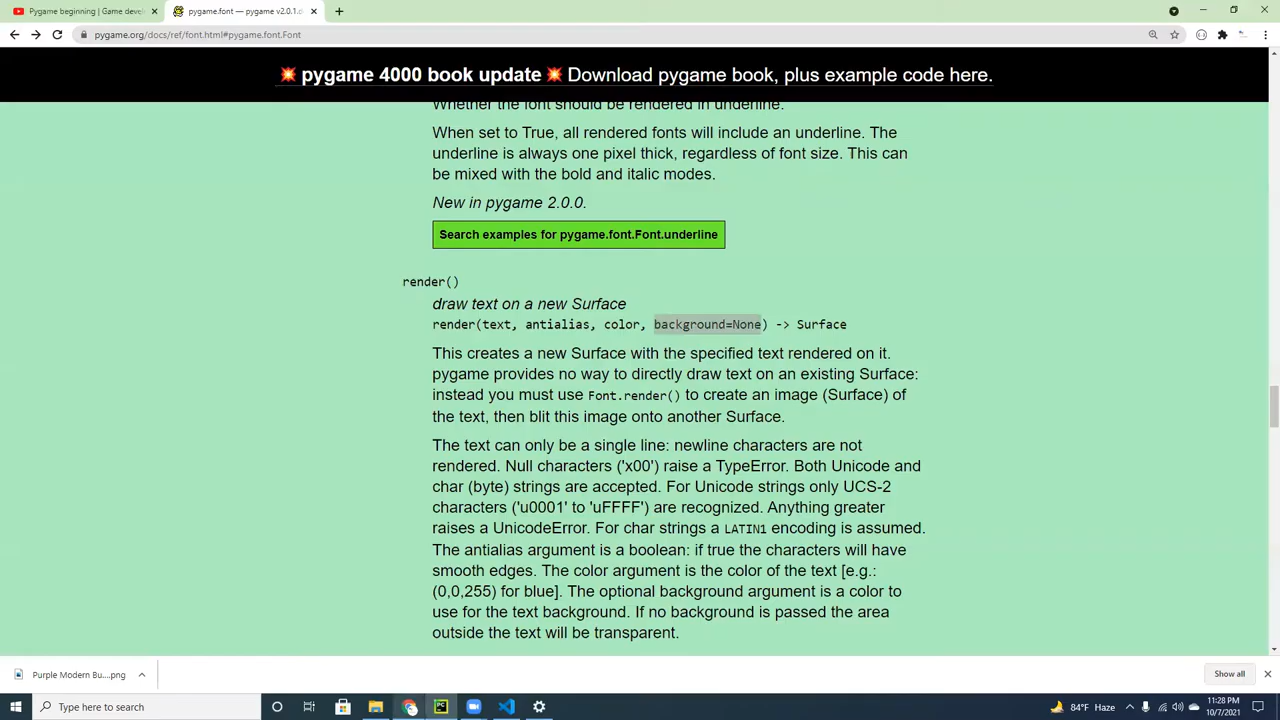 Pygame beginning | Game devel
pygame.font — pygame v2.0.1.d
pygame.org/docs/ref/font.html#pygame.font.Font
💥 pygame 4000 book update 💥 Download pygame book, plus example code here.
Whether the font should be rendered in underline.
When set to True, all rendered fonts will include an underline. The
underline is always one pixel thick, regardless of font size. This can
be mixed with the bold and italic modes.
New in pygame 2.0.0.
Search examples for pygame.font.Font.underline
render()
draw text on a new Surface
render(text, antialias, color, background=None) -> Surface
This creates a new Surface with the specified text rendered on it.
pygame provides no way to directly draw text on an existing Surface:
instead you must use Font.render() to create an image (Surface) of
the text, then blit this image onto another Surface.
The text can only be a single line: newline characters are not
rendered. Null characters ('x00') raise a TypeError. Both Unicode and
char (byte) strings are accepted. For Unicode strings only UCS-2
characters ('u0001' to 'uFFFF') are recognized. Anything greater
raises a UnicodeError. For char strings a LATIN1 encoding is assumed.
The antialias argument is a boolean: if true the characters will have
smooth edges. The color argument is the color of the text [e.g.:
(0,0,255) for blue]. The optional background argument is a color to
use for the text background. If no background is passed the area
outside the text will be transparent.
Purple Modern Bu....png
Show all
Type here to search
PC
84°F Haze
11:28 PM
10/7/2021